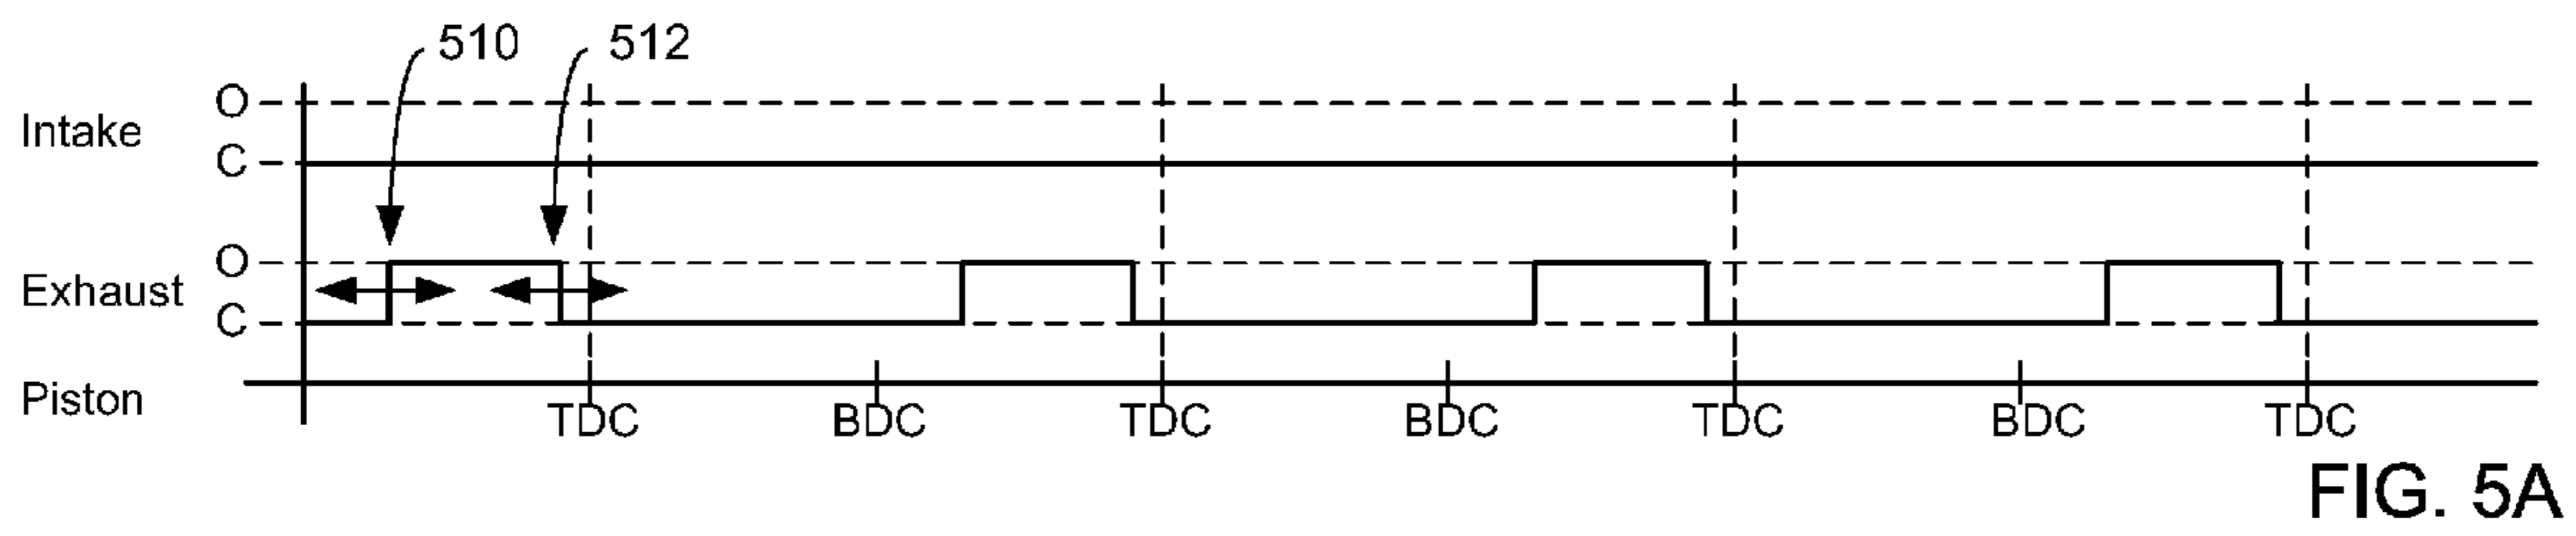 510 512
O
Intake
C
O
Exhaust
C
Piston
TDC BDC TDC BDC TDC BDC TDC
FIG. 5A